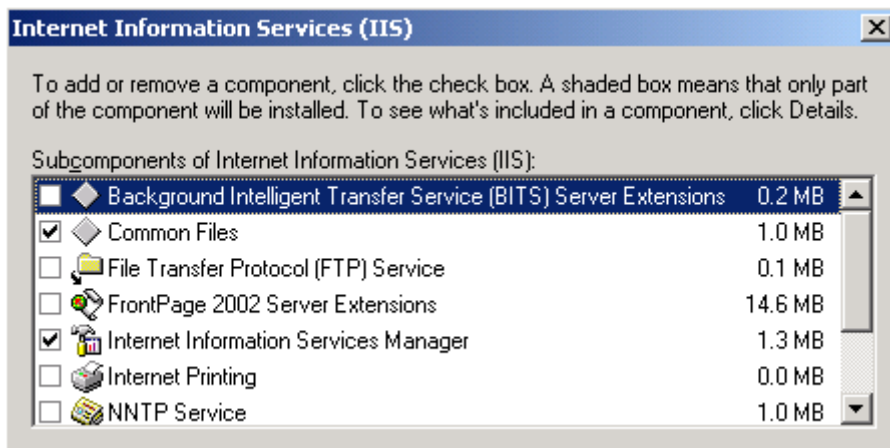 Internet Information Services (IIS)
To add or remove a component, click the check box. A shaded box means that only part
of the component will be installed. To see what's included in a component, click Details.
Subcomponents of Internet Information Services (IIS):
Background Intelligent Transfer Service (BITS) Server Extensions 0.2 MB
Common Files 1.0 MB
File Transfer Protocol (FTP) Service 0.1 MB
FrontPage 2002 Server Extensions 14.6 MB
Internet Information Services Manager 1.3 MB
Internet Printing 0.0 MB
NNTP Service 1.0 MB